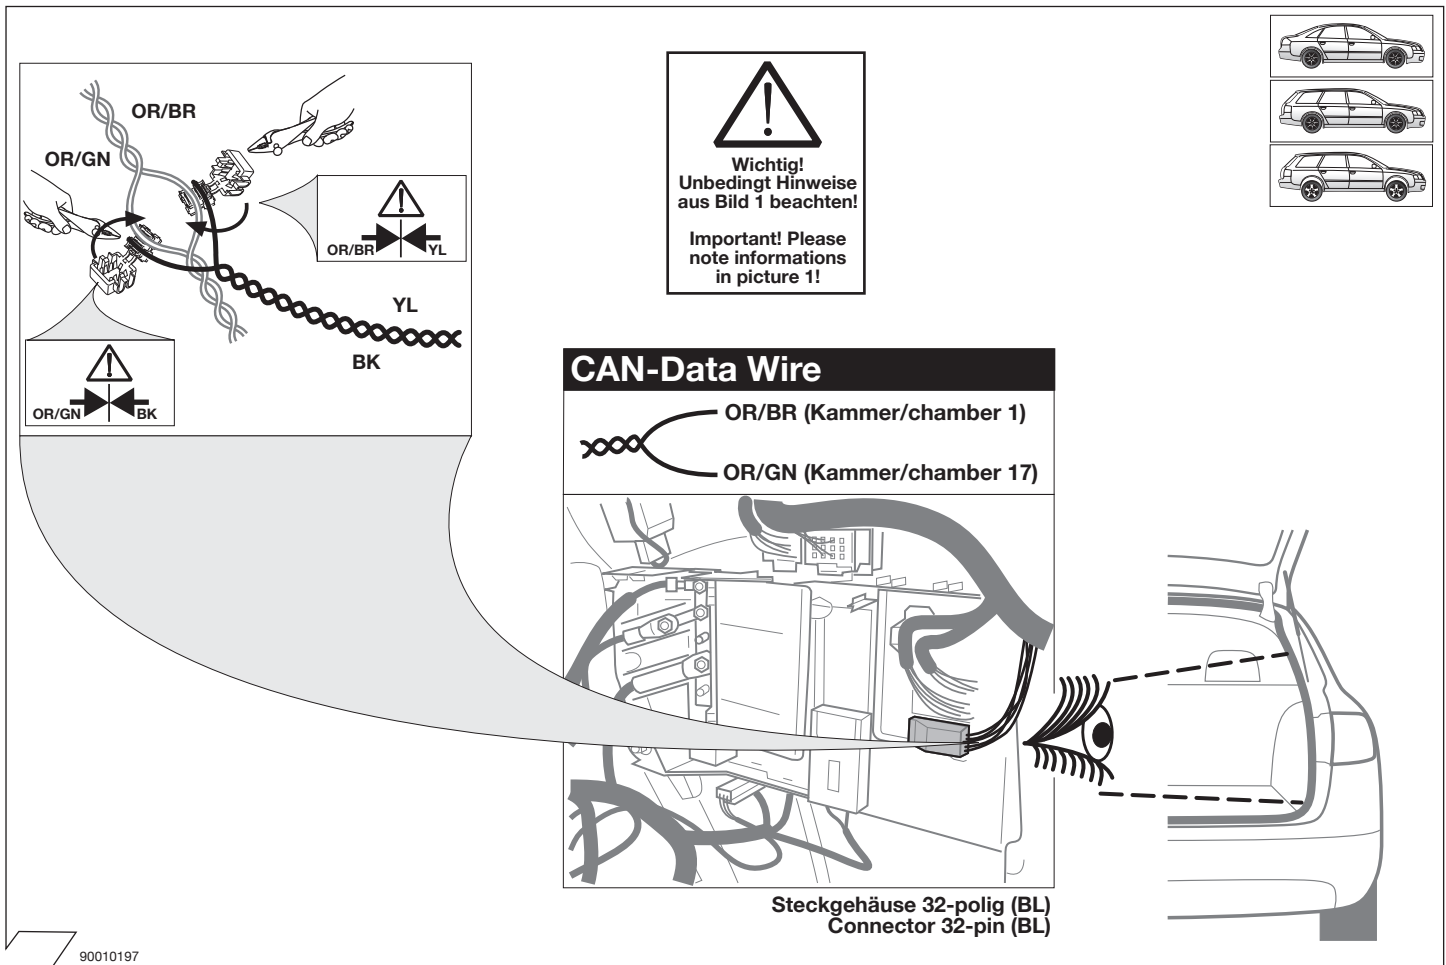 OR/BR
OR/GN
OR/BR YL
YL
BK
OR/GN BK
Wichtig!
Unbedingt Hinweise
aus Bild 1 beachten!
Important! Please
note informations
in picture 1!
CAN-Data Wire
OR/BR (Kammer/chamber 1)
OR/GN (Kammer/chamber 17)
Steckgehäuse 32-polig (BL)
Connector 32-pin (BL)
90010197